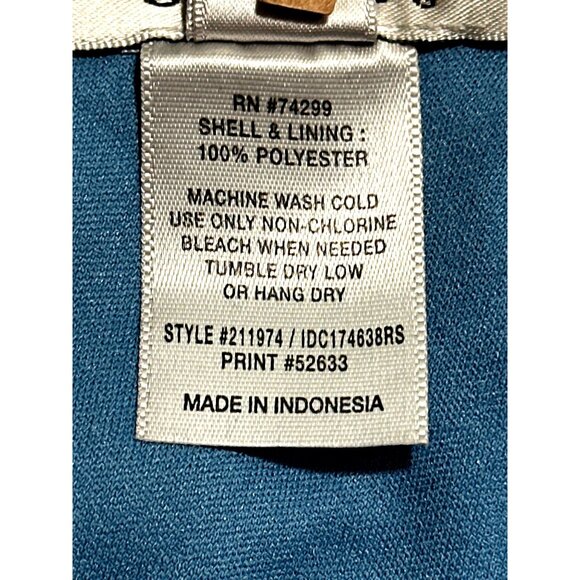 RN #74299
SHELL & LINING :
100% POLYESTER
MACHINE WASH COLD
USE ONLY NON-CHLORINE
BLEACH WHEN NEEDED
TUMBLE DRY LOW
OR HANG DRY
STYLE #211974 / IDC174638RS
PRINT #52633
MADE IN INDONESIA